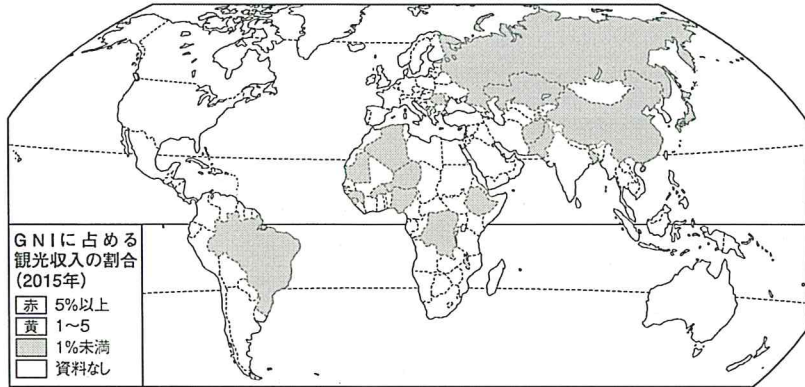 GNIに占める
観光収入の割合
(2015年)
赤 5%以上
黄 1〜5
1%未満
資料なし